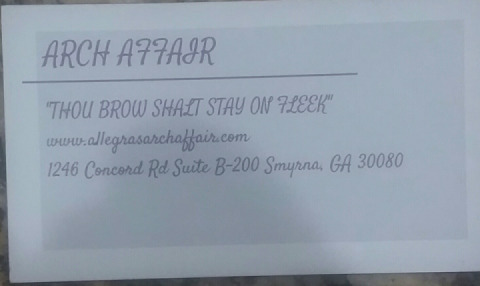 ARCH AFFAIR
"THOU BROW SHALT STAY ON FLEEK"
www.allegrasarchaffair.com
1246 Concord Rd Suite B-200 Smyrna, GA 30080